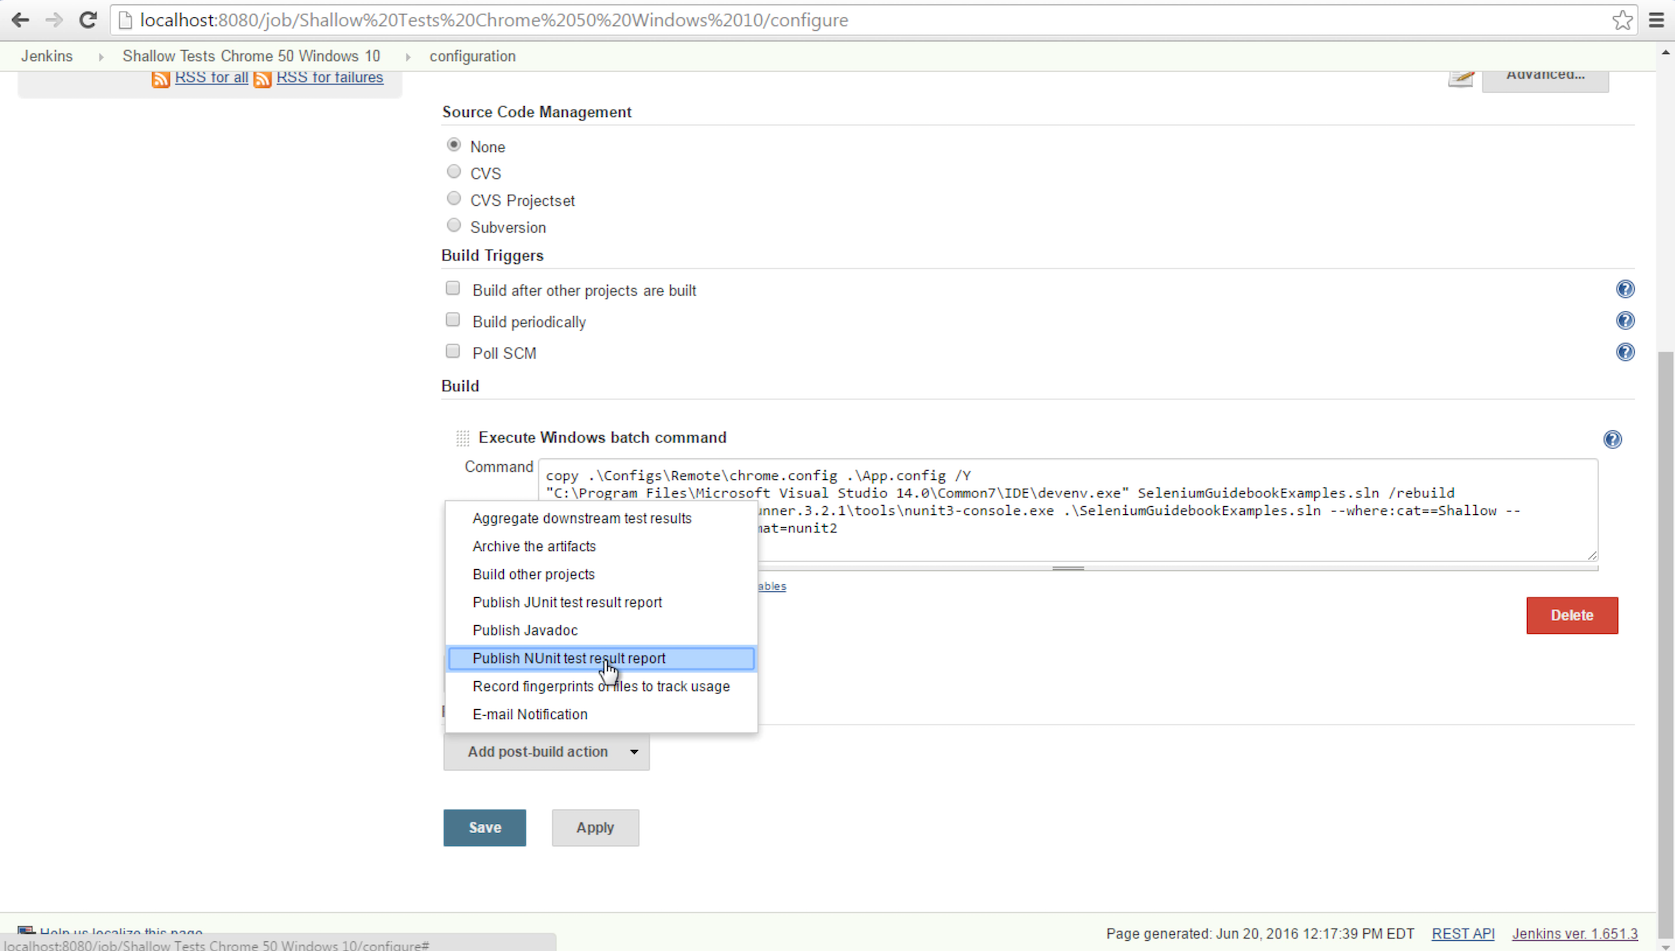 localhost:8080/job/Shallow%20Tests%20Chrome%2050%20Windows%2010/configure
Jenkins Shallow Tests Chrome 50 Windows 10 configuration
RSS for all RSS for failures
Advanced...
Source Code Management
None
CVS
CVS Projectset
Subversion
Build Triggers
Build after other projects are built
Build periodically
Poll SCM
Build
Execute Windows batch command
Command
copy .\Configs\Remote\chrome.config .\App.config /Y
"C:\Program Files\Microsoft Visual Studio 14.0\Common7\IDE\devenv.exe" SeleniumGuidebookExamples.sln /rebuild
unner.3.2.1\tools\nunit3-console.exe .\SeleniumGuidebookExamples.sln --where:cat==Shallow --
mat=nunit2
ables
Delete
Aggregate downstream test results
Archive the artifacts
Build other projects
Publish JUnit test result report
Publish Javadoc
Publish NUnit test result report
Record fingerprints of files to track usage
E-mail Notification
Add post-build action
Save Apply
Help us localize this page
Page generated: Jun 20, 2016 12:17:39 PM EDT REST API Jenkins ver. 1.651.3
localhost:8080/job/Shallow Tests Chrome 50 Windows 10/configure#